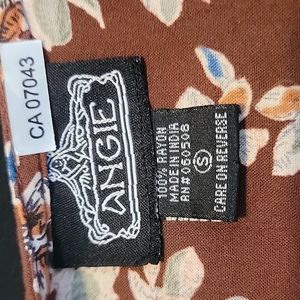 CA 07043
ANGIE
100% RAYON
MADE IN INDIA
RN# 060508
S
CARE ON REVERSE